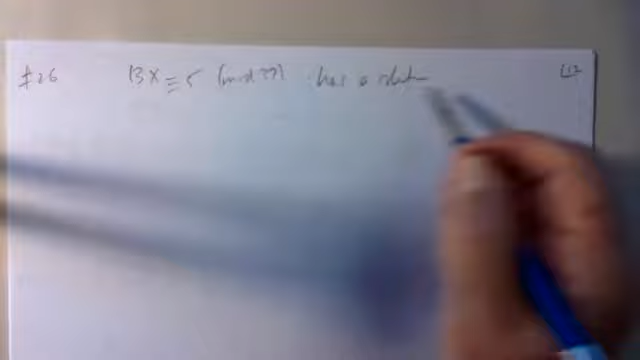 #26 13x ≡ 5 (mod 77) has a solution